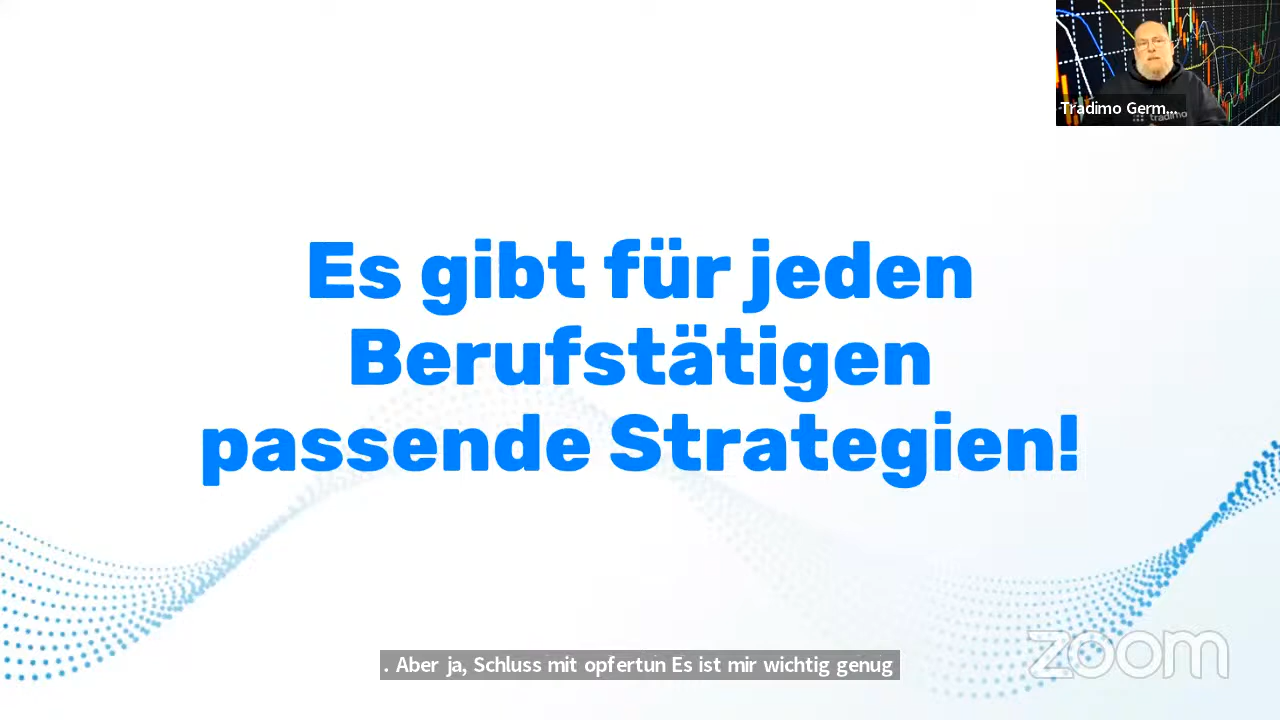 Tradimo Germ...
tradimo
Es gibt für jeden
Berufstätigen
passende Strategien!
zoom
. Aber ja, Schluss mit opfertun Es ist mir wichtig genug